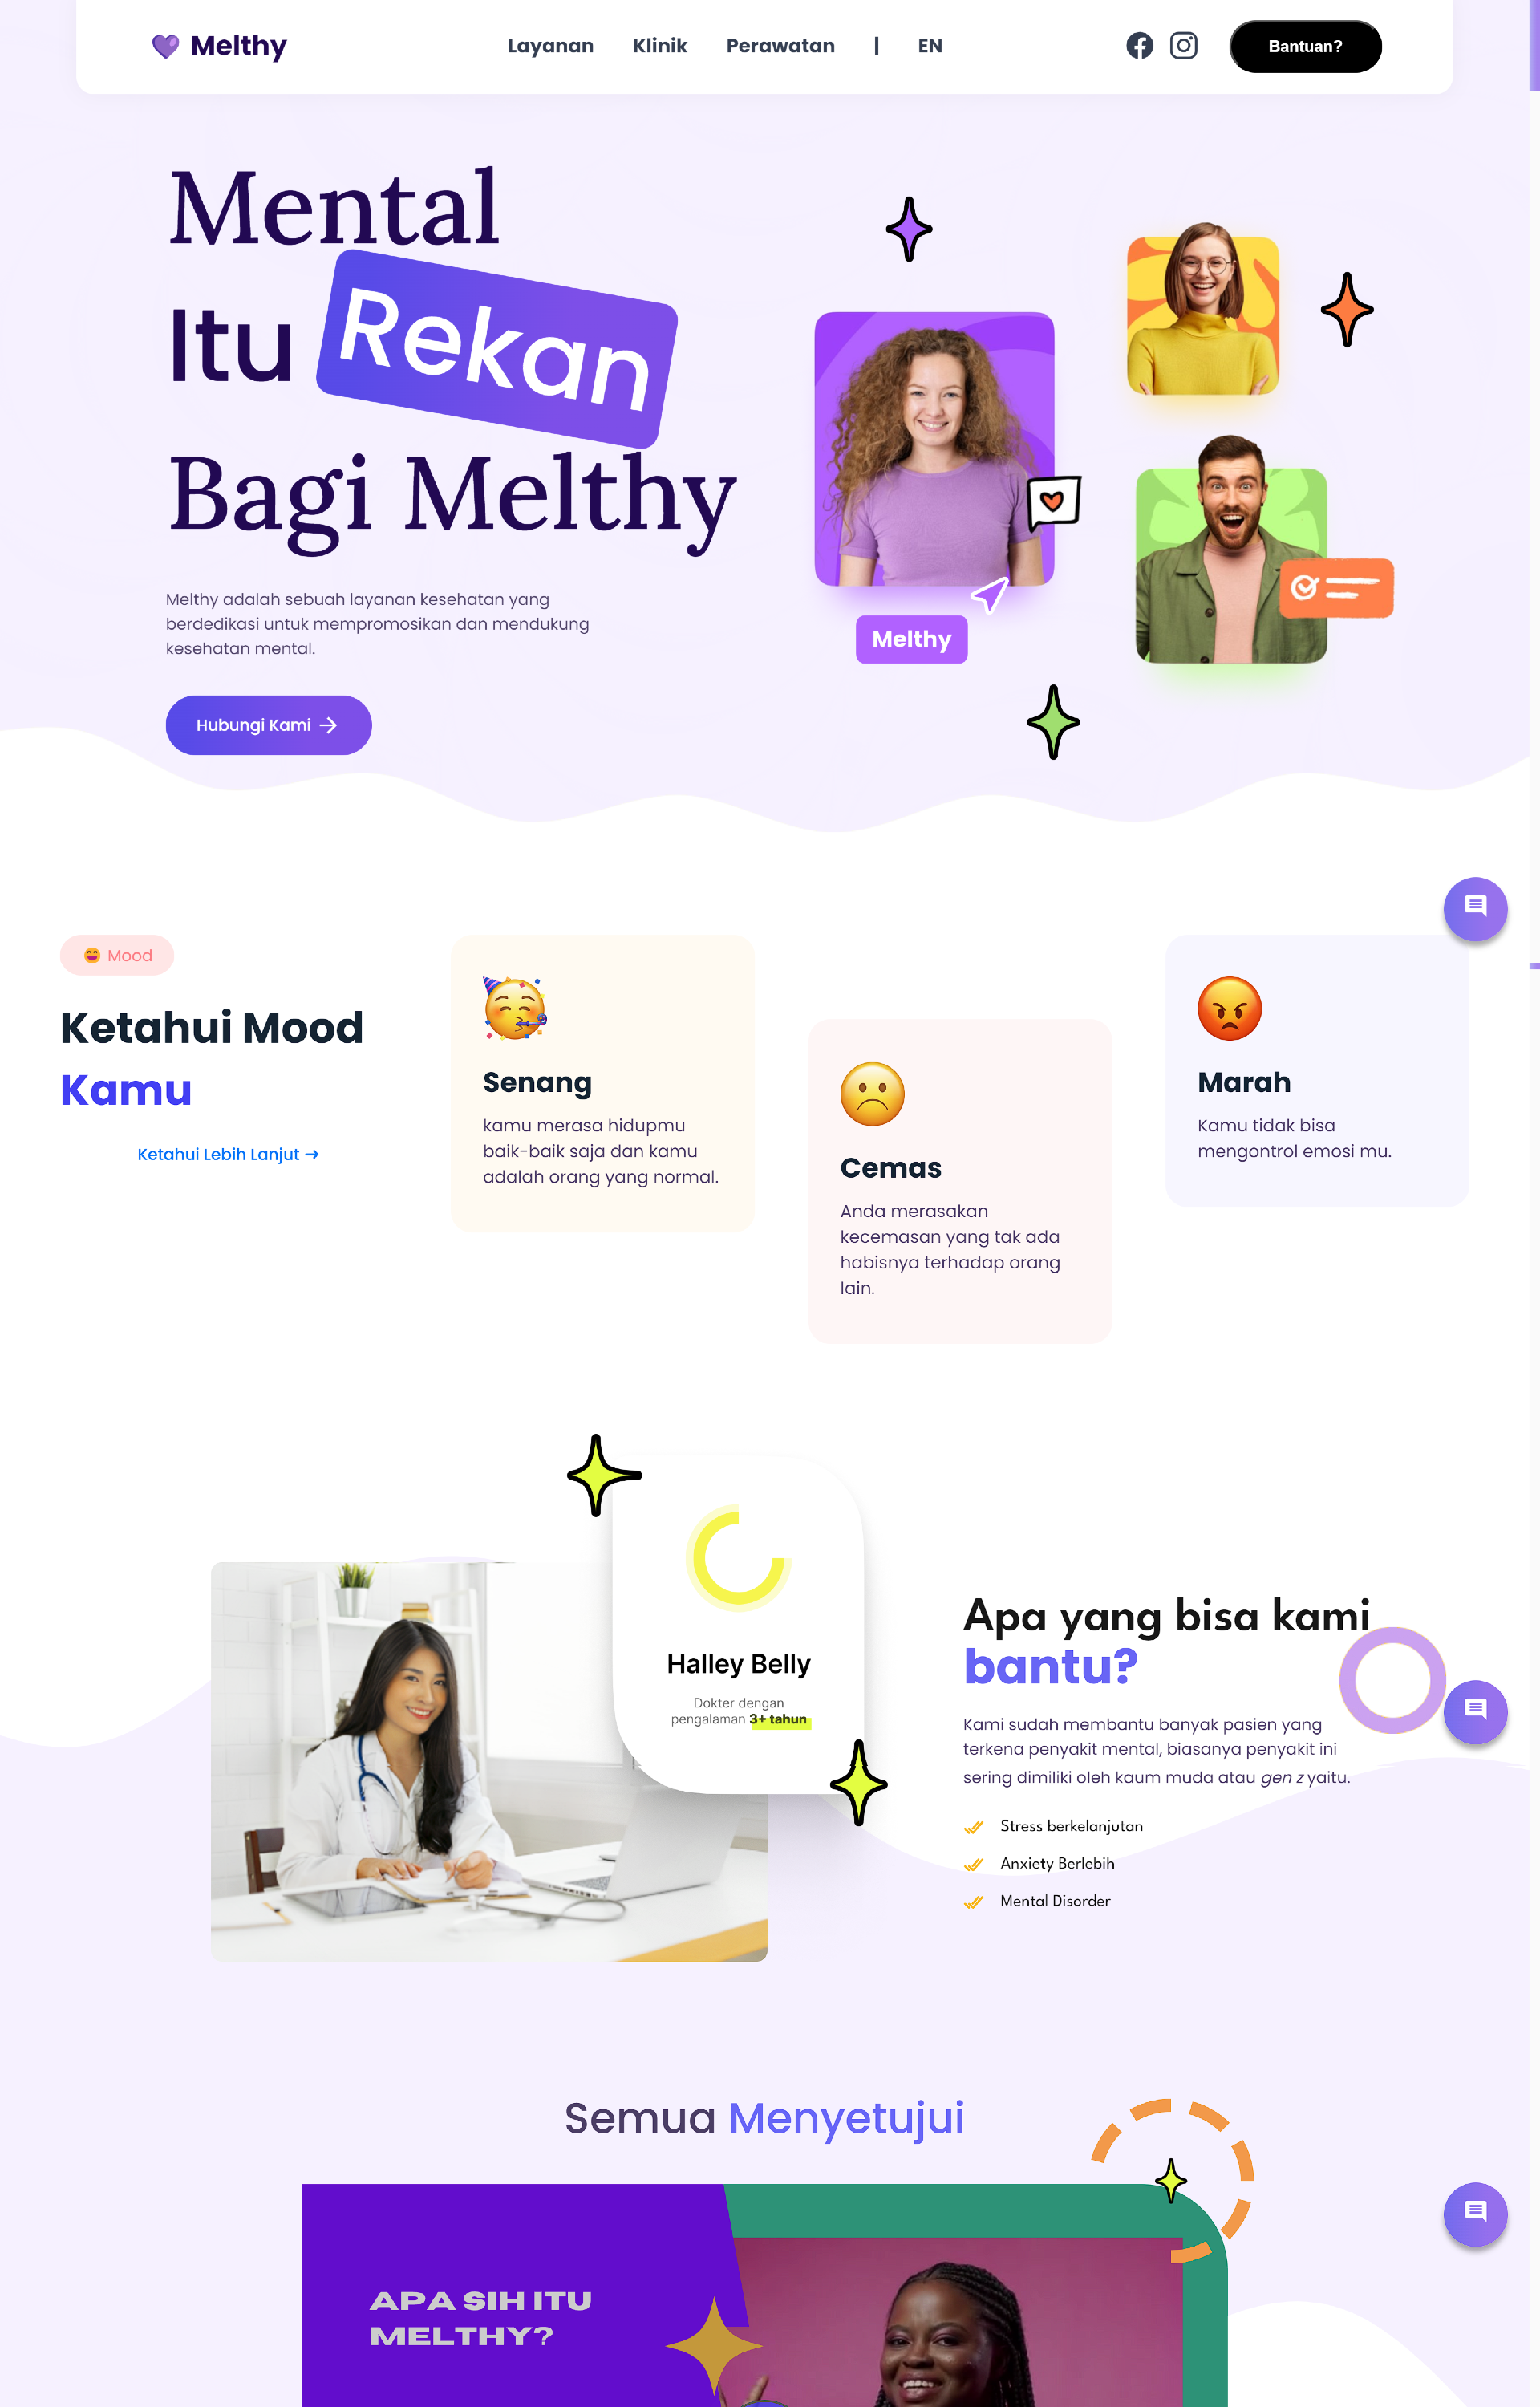 Melthy
Layanan
Klinik
Perawatan
|
EN
Bantuan?
Mental
Itu Rekan
Bagi Melthy
Melthy adalah sebuah layanan kesehatan yang
berdedikasi untuk mempromosikan dan mendukung
kesehatan mental.
Hubungi Kami →
Melthy
Mood
Ketahui Mood
Kamu
Ketahui Lebih Lanjut →
Senang
kamu merasa hidupmu
baik-baik saja dan kamu
adalah orang yang normal.
Cemas
Anda merasakan
kecemasan yang tak ada
habisnya terhadap orang
lain.
Marah
Kamu tidak bisa
mengontrol emosi mu.
Halley Belly
Dokter dengan
pengalaman 3+ tahun
Apa yang bisa kami
bantu?
Kami sudah membantu banyak pasien yang
terkena penyakit mental, biasanya penyakit ini
sering dimiliki oleh kaum muda atau gen z yaitu.
Stress berkelanjutan
Anxiety Berlebih
Mental Disorder
Semua Menyetujui
APA SIH ITU
MELTHY?